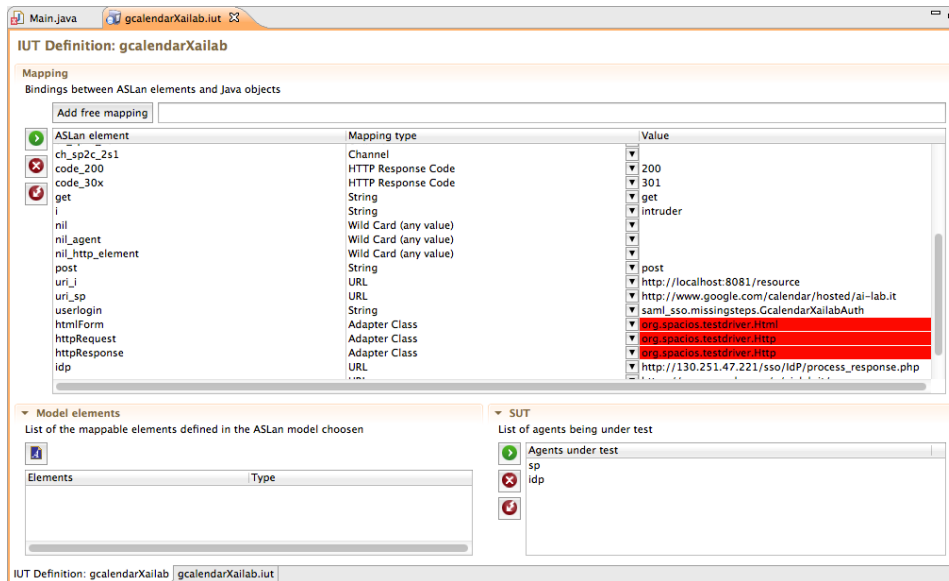 Main.java gcalendarXailab.iut
IUT Definition: gcalendarXailab
Mapping
Bindings between ASLan elements and Java objects
Add free mapping
ASLan element Mapping type Value
ch_sp2c_2s1 Channel
code_200 HTTP Response Code 200
code_30x HTTP Response Code 301
get String get
i String intruder
nil Wild Card (any value)
nil_agent Wild Card (any value)
nil_http_element Wild Card (any value)
post String post
uri_i URL http://localhost:8081/resource
uri_sp URL http://www.google.com/calendar/hosted/ai-lab.it
userlogin String saml_sso.missingsteps.GcalendarXailabAuth
htmlForm Adapter Class org.spacios.testdriver.Html
httpRequest Adapter Class org.spacios.testdriver.Http
httpResponse Adapter Class org.spacios.testdriver.Http
idp URL http://130.251.47.221/sso/IdP/process_response.php
Model elements SUT
List of the mappable elements defined in the ASLan model choosen List of agents being under test
Elements Type Agents under test
sp
idp
IUT Definition: gcalendarXailab gcalendarXailab.iut